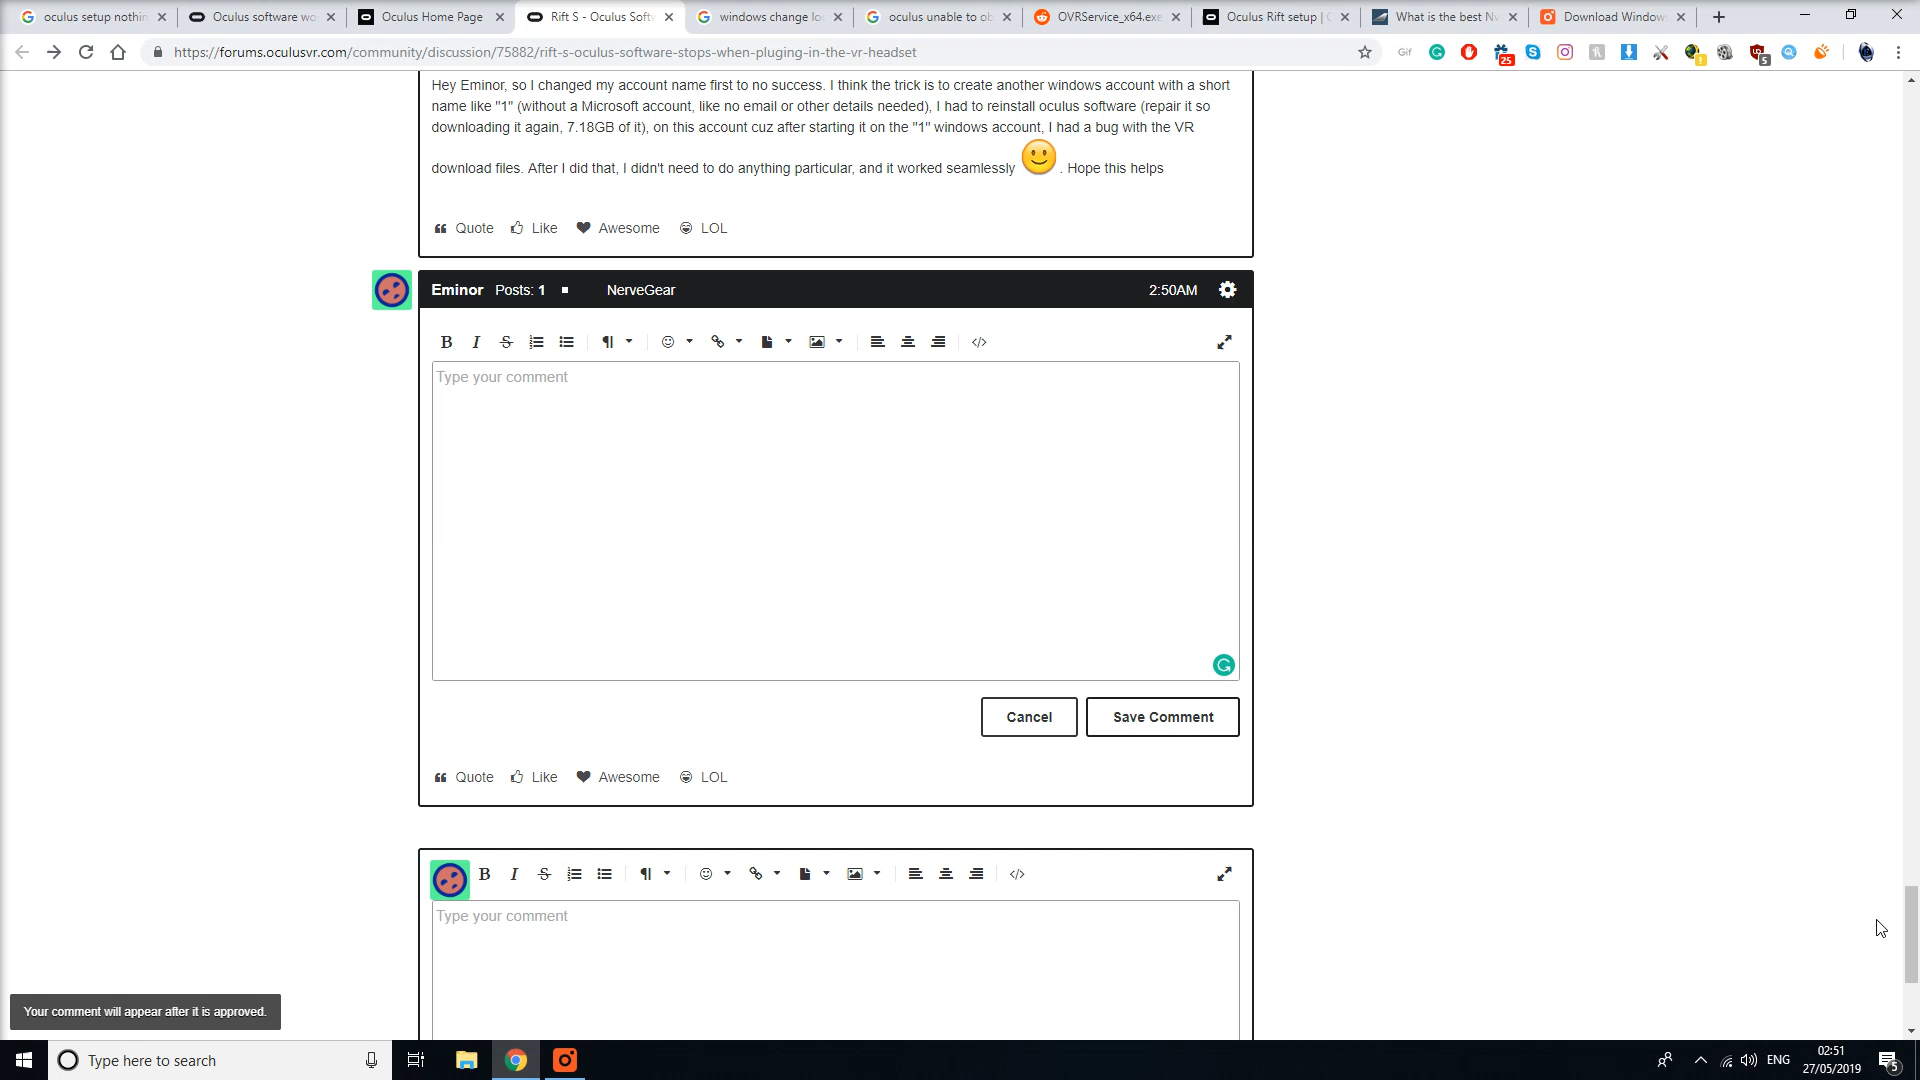 oculus setup nothin
Oculus software wo
Oculus Home Page
Rift S - Oculus Softw
windows change lo
oculus unable to ob
OVRService_x64.exe
Oculus Rift setup |
What is the best Nv
Download Window
https://forums.oculusvr.com/community/discussion/75882/rift-s-oculus-software-stops-when-pluging-in-the-vr-headset
Gif
25
5
Hey Eminor, so I changed my account name first to no success. I think the trick is to create another windows account with a short
name like "1" (without a Microsoft account, like no email or other details needed), I had to reinstall oculus software (repair it so
downloading it again, 7.18GB of it), on this account cuz after starting it on the "1" windows account, I had a bug with the VR
download files. After I did that, I didn't need to do anything particular, and it worked seamlessly . Hope this helps
Quote Like Awesome LOL
Eminor Posts: 1 NerveGear 2:50AM
B I S
Type your comment
Cancel Save Comment
Quote Like Awesome LOL
B I S
Type your comment
Your comment will appear after it is approved.
Type here to search
ENG
02:51
27/05/2019
5